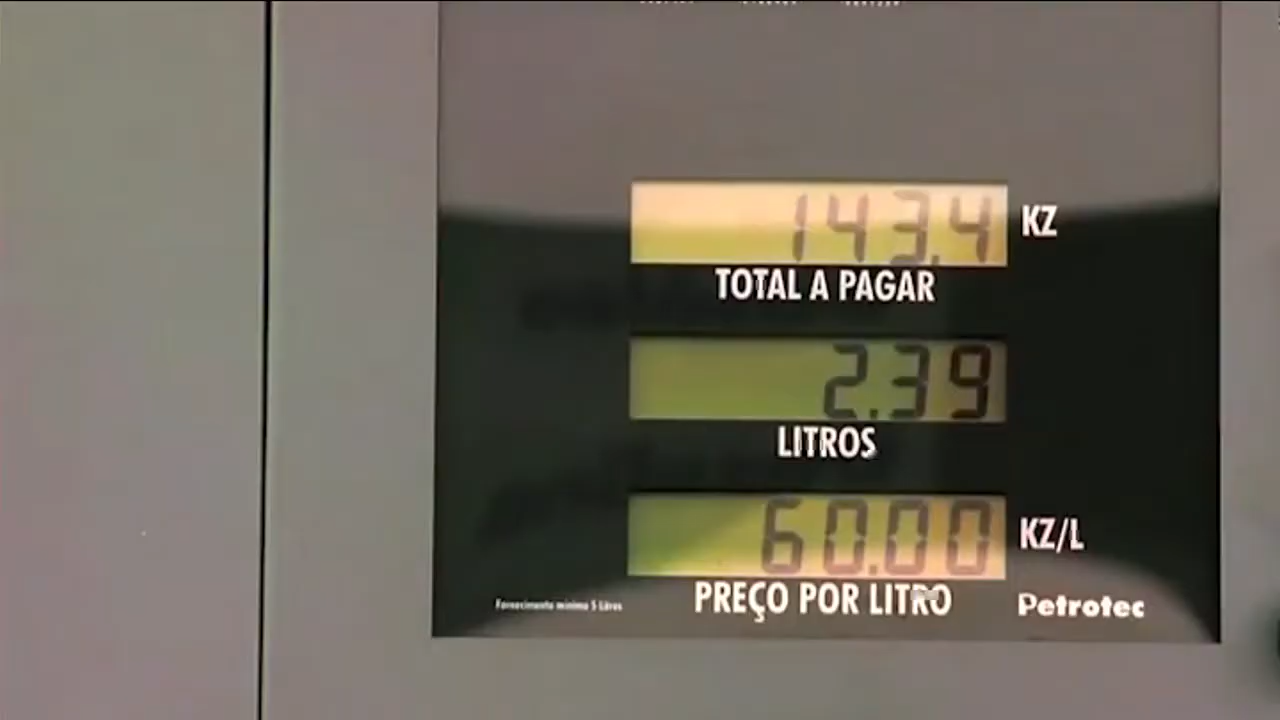 143.4 KZ
TOTAL A PAGAR
2.39
LITROS
60.00 KZ/L
PREÇO POR LITRO
Fornecimento mínimo 5 Litros
Petrotec